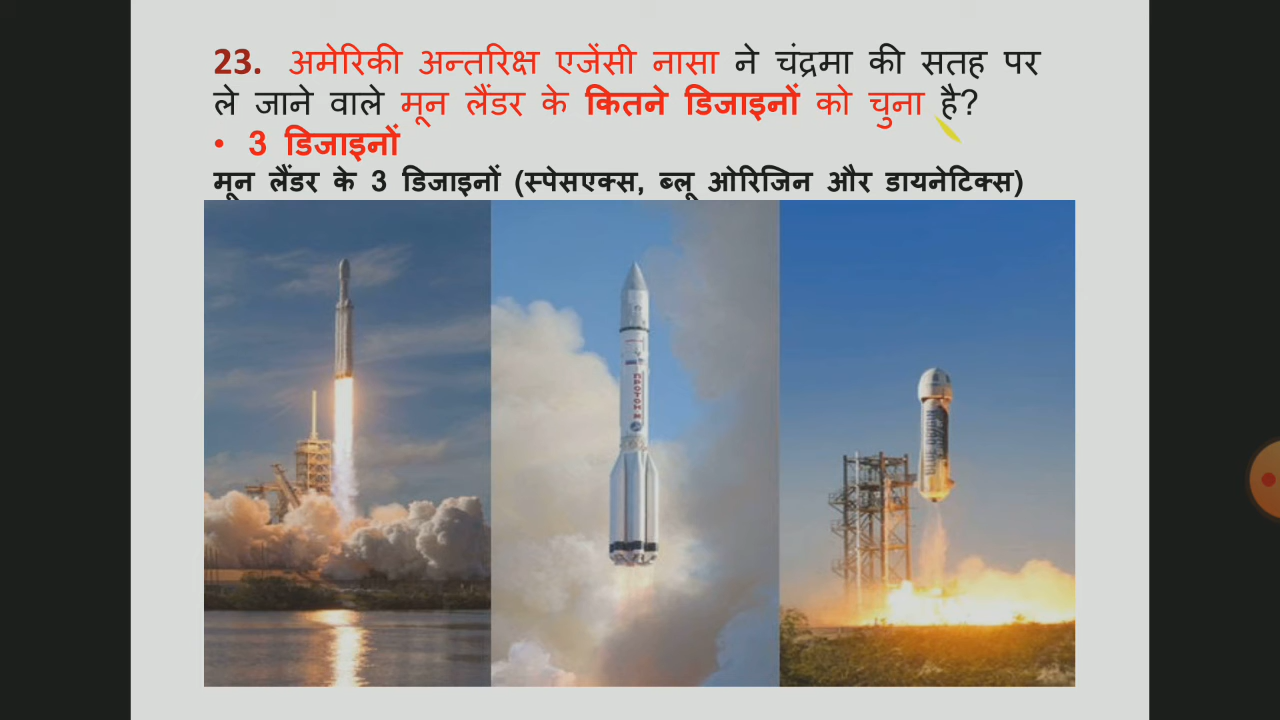 23. अमेरिकी अन्तरिक्ष एजेंसी नासा ने चंद्रमा की सतह पर
ले जाने वाले मून लैंडर के कितने डिजाइनों को चुना है?
• 3 डिजाइनों
मून लैंडर के 3 डिजाइनों (स्पेसएक्स, ब्लू ओरिजिन और डायनेटिक्स)